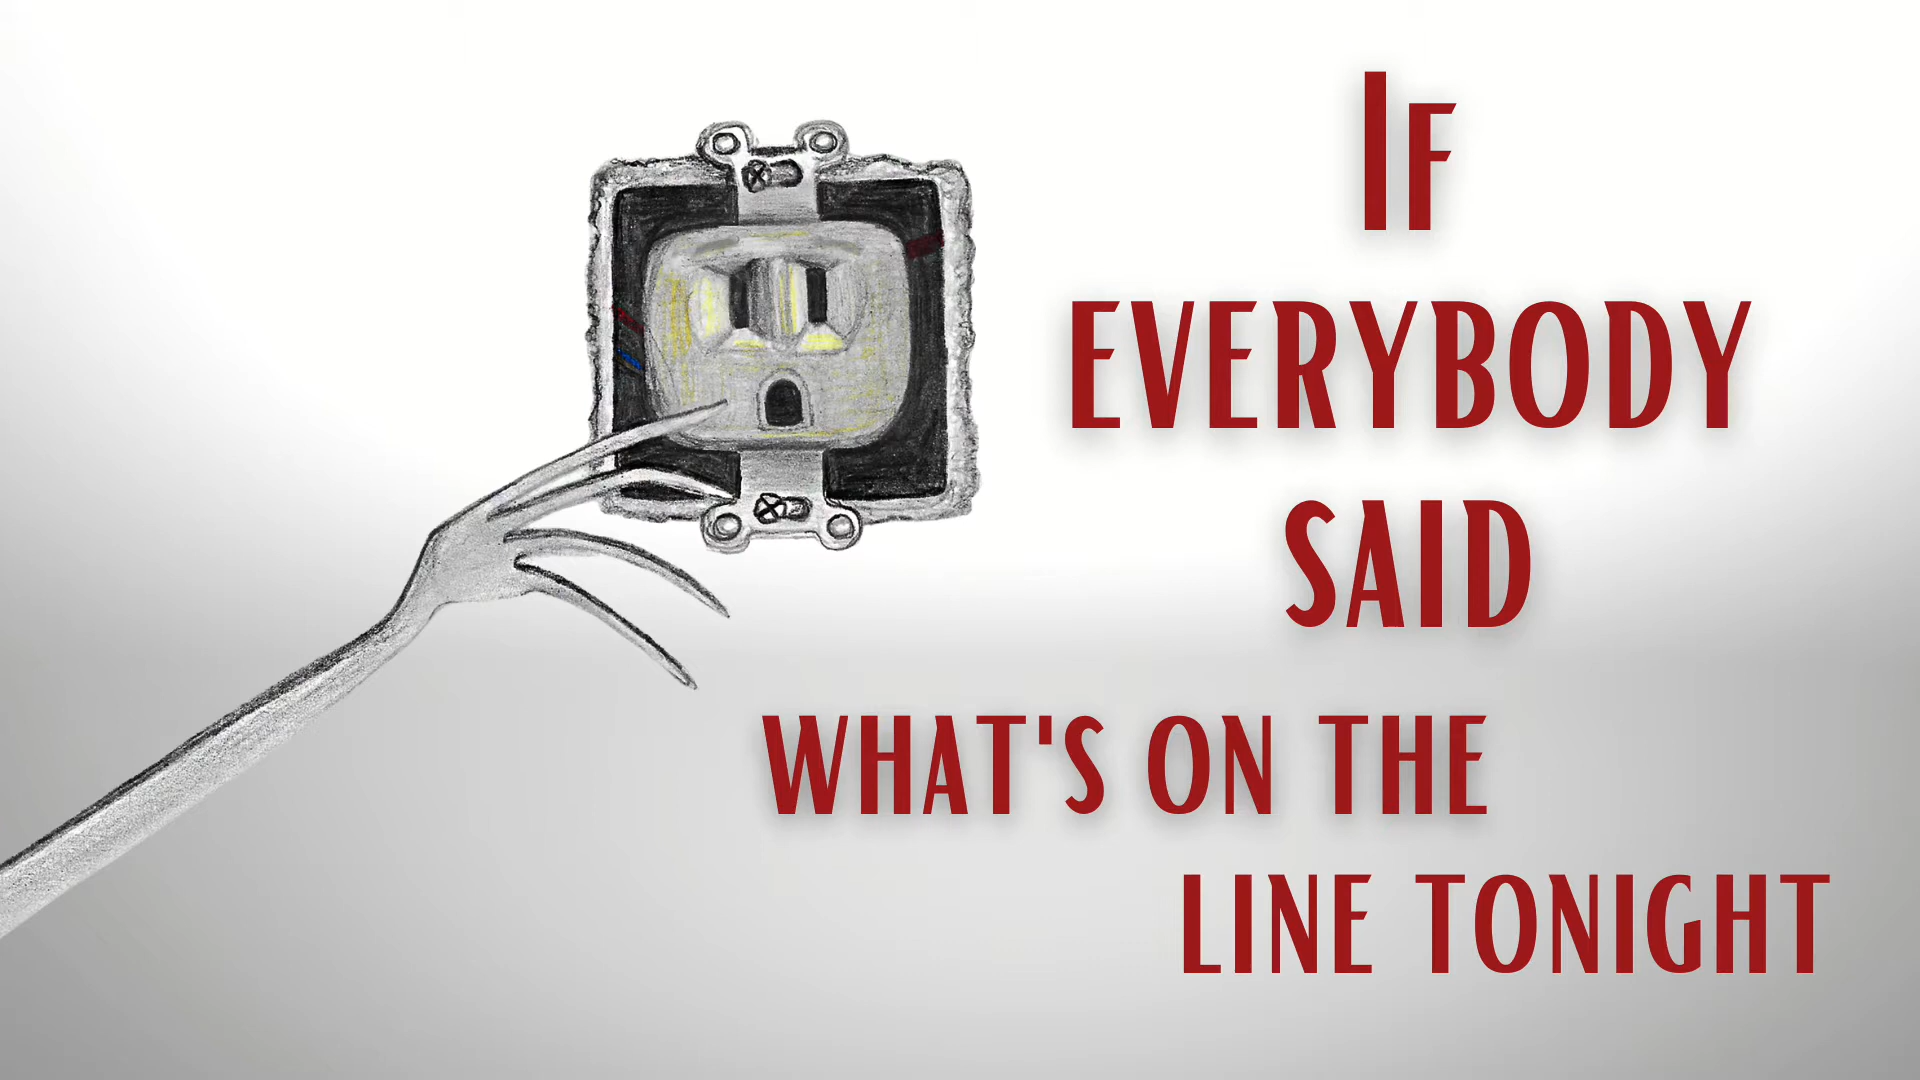 If
EVERYBODY
SAID
WHAT'S ON THE
LINE TONIGHT